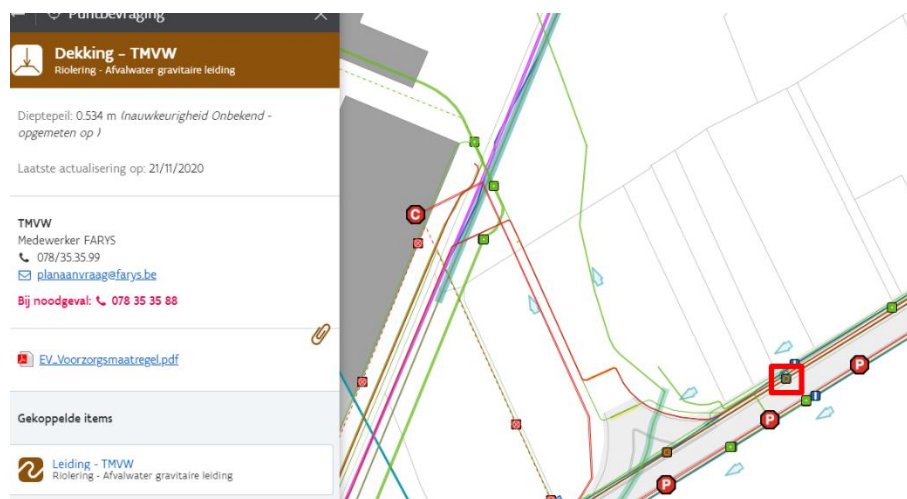 Puntbevraging
Dekking - TMVW
Riolering - Afvalwater gravitaire leiding
Dieptepeil: 0.534 m (nauwkeurigheid Onbekend -
opgemeten op )
Laatste actualisering op: 21/11/2020
TMVW
Medewerker FARYS
078/35.35.99
planaanvraag@farys.be
Bij noodgeval: 078 35 35 88
EV_Voorzorgsmaatregel.pdf
Gekoppelde items
Leiding - TMVW
Riolering - Afvalwater gravitaire leiding
C
P
P
P